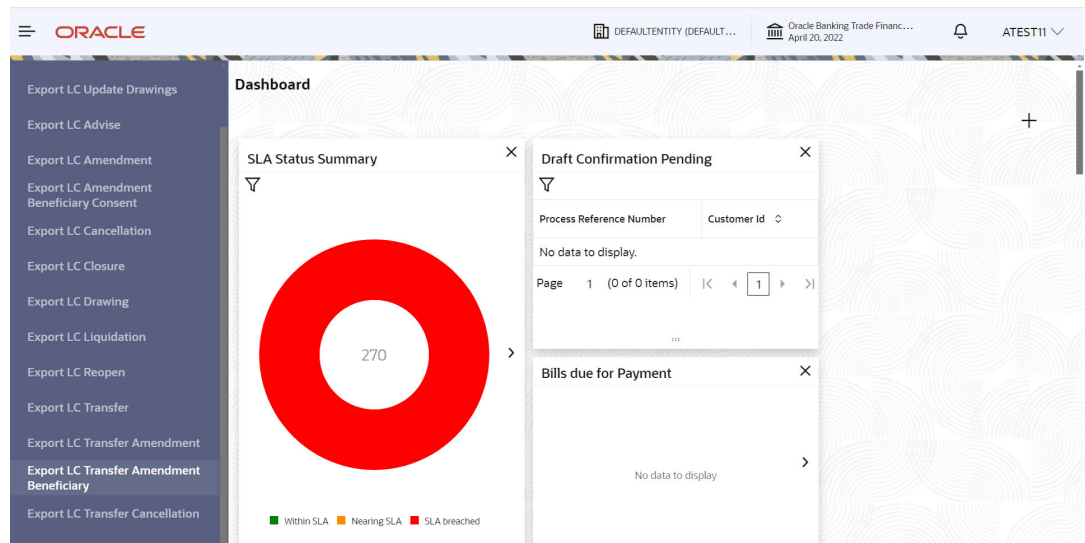 ORACLE
DEFAULTENTITY (DEFAULT...
Oracle Banking Trade Financ...
April 20, 2022
ATEST11
Export LC Update Drawings
Export LC Advise
Export LC Amendment
Export LC Amendment
Beneficiary Consent
Export LC Cancellation
Export LC Closure
Export LC Drawing
Export LC Liquidation
Export LC Reopen
Export LC Transfer
Export LC Transfer Amendment
Export LC Transfer Amendment
Beneficiary
Export LC Transfer Cancellation
Dashboard
SLA Status Summary
270
Within SLA Nearing SLA SLA breached
Draft Confirmation Pending
Process Reference Number Customer Id
No data to display.
Page 1 (0 of 0 items) 1
Bills due for Payment
No data to display